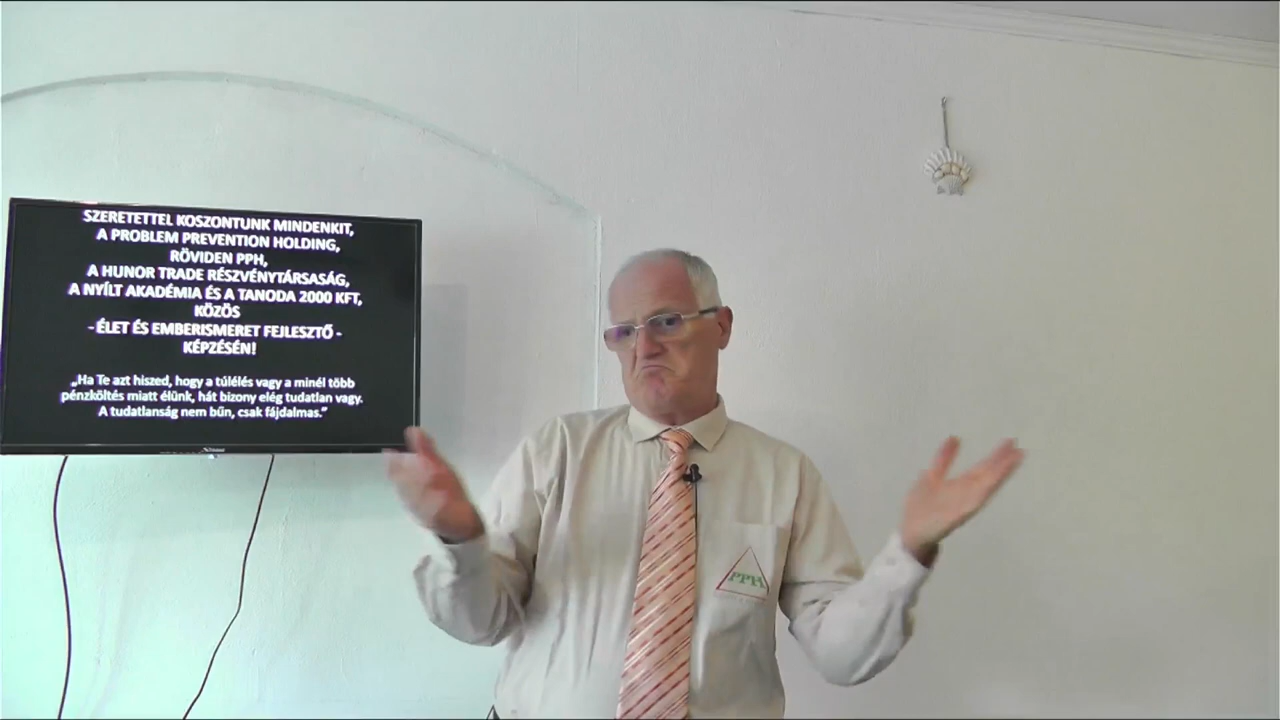 SZERETETTEL KOSZONTUNK MINDENKIT,
A PROBLEM PREVENTION HOLDING,
RÖVIDEN PPH,
A HUNOR TRADE RÉSZVÉNYTÁRSASÁG,
A NYÍLT AKADÉMIA ÉS A TANODA 2000 KFT,
KÖZÖS
- ÉLET ÉS EMBERISMERET FEJLESZTŐ -
KÉPZÉSÉN!
„Ha Te azt hiszed, hogy a túlélés vagy a minél több
pénzköltés miatt élünk, hát bizony elég tudatlan vagy.
A tudatlanság nem bűn, csak fájdalmas.”
PPH